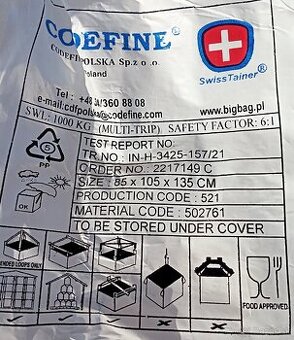 CODEFINE®
CODEFINE POLSKA Sp.z o .o
Poland
SwissTainer®
Tel : +48 /360 88 08
e-mail:cdfpolska@codefine.com
www.bigbag.pl
SWL: 1000 KG (MULTI-TRIP) SAFETY FACTOR: 6:1
TEST REPORT NO:
TR.NO : IN-H-3425-157/21
ORDER NO : 2217149 C
SIZE : 85 x 105 x 135 CM
PRODUCTION CODE : 521
MATERIAL CODE : 502761
TO BE STORED UNDER COVER
5
PP
OK
LOOPS ONLY
FOOD APPROVED